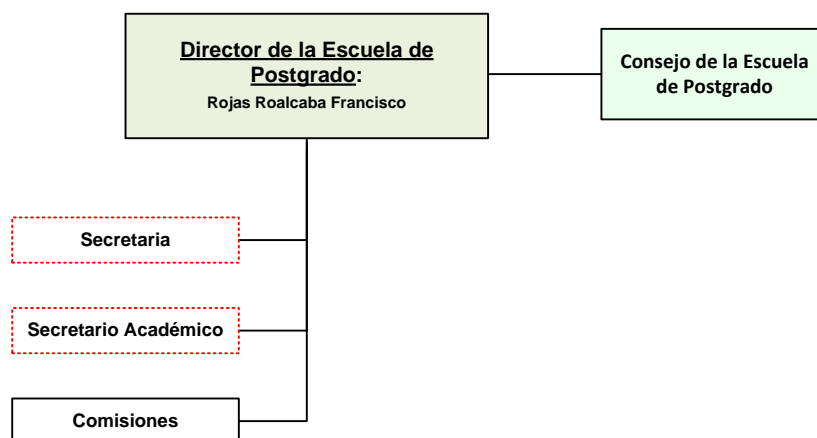 Director de la Escuela de
Postgrado:
Rojas Roalcaba Francisco
Consejo de la Escuela
de Postgrado
Secretaria
Secretario Académico
Comisiones